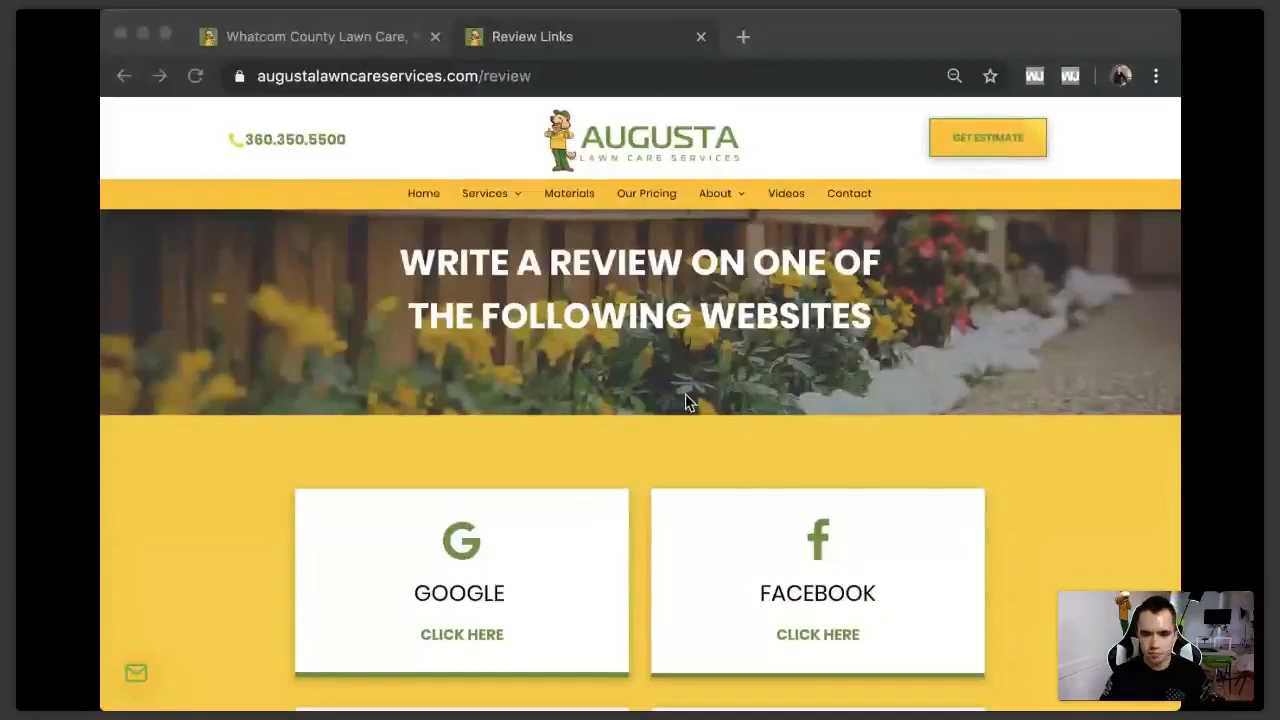 Whatcom County Lawn Care,
Review Links
augustalawncareservices.com/review
360.350.5500
AUGUSTA
LAWN CARE SERVICES
GET ESTIMATE
Home Services Materials Our Pricing About Videos Contact
WRITE A REVIEW ON ONE OF
THE FOLLOWING WEBSITES
GOOGLE
CLICK HERE
FACEBOOK
CLICK HERE